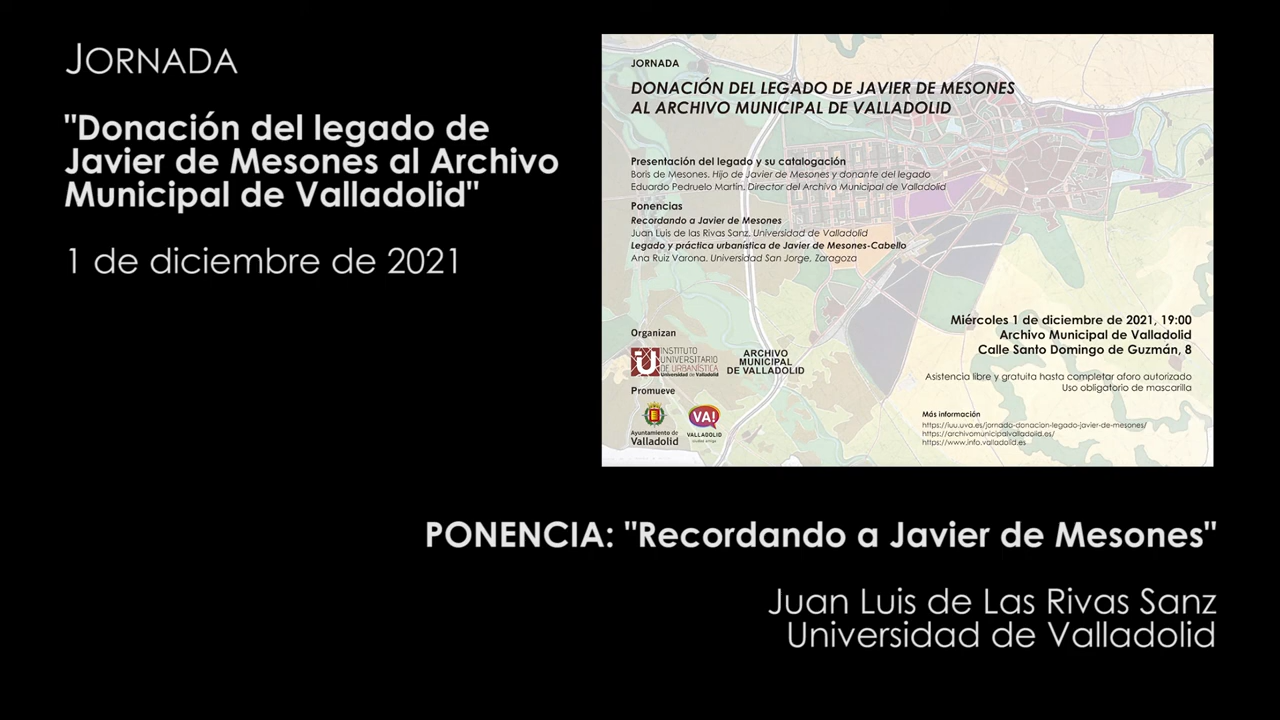 JORNADA
"Donación del legado de
Javier de Mesones al Archivo
Municipal de Valladolid"
1 de diciembre de 2021
JORNADA
DONACIÓN DEL LEGADO DE JAVIER DE MESONES
AL ARCHIVO MUNICIPAL DE VALLADOLID
Presentación del legado y su catalogación
Boris de Mesones. Hijo de Javier de Mesones y donante del legado
Eduardo Pedruelo Martín. Director del Archivo Municipal de Valladolid
Ponencias
Recordando a Javier de Mesones
Juan Luis de las Rivas Sanz. Universidad de Valladolid
Legado y práctica urbanística de Javier de Mesones-Cabello
Ana Ruiz Varona. Universidad San Jorge, Zaragoza
Miércoles 1 de diciembre de 2021, 19:00
Archivo Municipal de Valladolid
Calle Santo Domingo de Guzmán, 8
Asistencia libre y gratuita hasta completar aforo autorizado
Uso obligatorio de mascarilla
Organizan
IU
INSTITUTO
UNIVERSITARIO
DE URBANÍSTICA
Universidad de Valladolid
ARCHIVO
MUNICIPAL
DE VALLADOLID
Promueve
Ayuntamiento de
Valladolid
VA!
VALLADOLID
ciudad amiga
Más información
https://iuu.uva.es/jornada-donacion-legado-javier-de-mesones/
https://archivomunicipalvalladolid.es/
https://www.info.valladolid.es
PONENCIA: "Recordando a Javier de Mesones"
Juan Luis de Las Rivas Sanz
Universidad de Valladolid